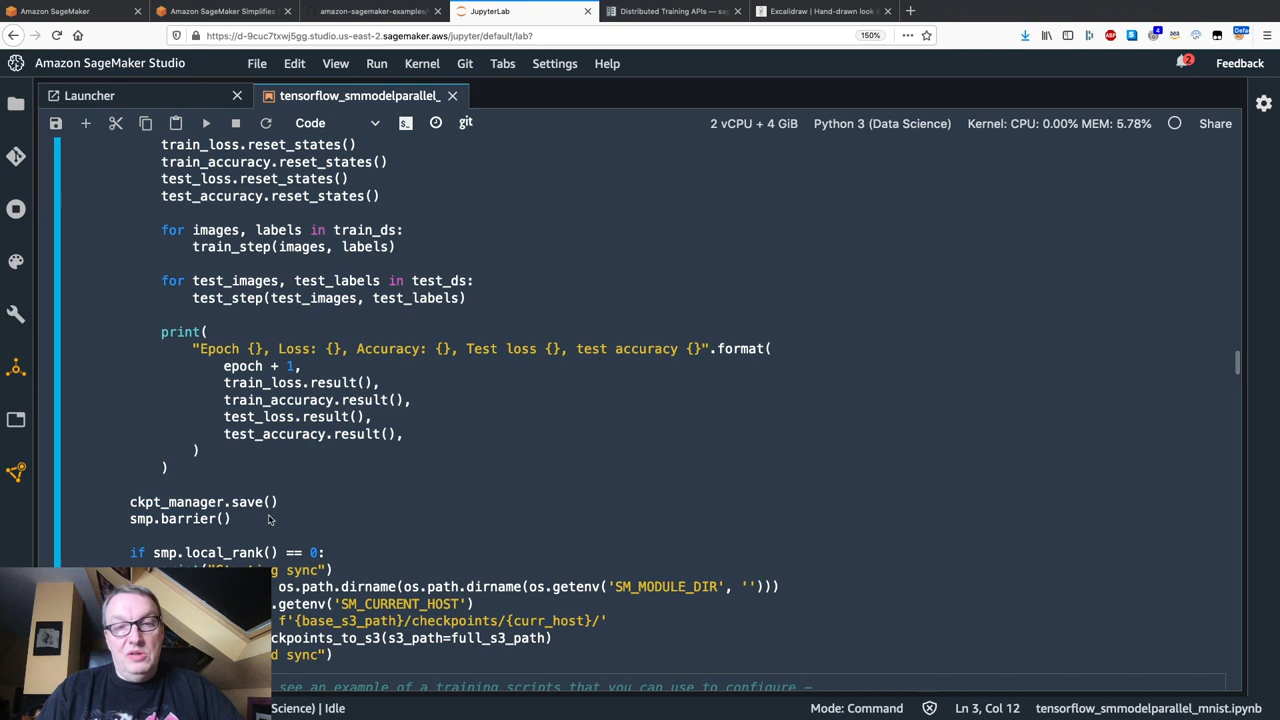 Amazon SageMaker
Amazon SageMaker Simplifies
amazon-sagemaker-examples/
JupyterLab
Distributed Training APIs — sag
Excalidraw | Hand-drawn look &
https://d-9cuc7txwj5gg.studio.us-east-2.sagemaker.aws/jupyter/default/lab?
150%
Amazon SageMaker Studio
File Edit View Run Kernel Git Tabs Settings Help
2
Feedback
Launcher
tensorflow_smmodelparallel_
Code
git
2 vCPU + 4 GiB
Python 3 (Data Science)
Kernel: CPU: 0.00% MEM: 5.78%
Share
train_loss.reset_states()
train_accuracy.reset_states()
test_loss.reset_states()
test_accuracy.reset_states()
for images, labels in train_ds:
train_step(images, labels)
for test_images, test_labels in test_ds:
test_step(test_images, test_labels)
print(
"Epoch {}, Loss: {}, Accuracy: {}, Test loss {}, test accuracy {}".format(
epoch + 1,
train_loss.result(),
train_accuracy.result(),
test_loss.result(),
test_accuracy.result(),
)
)
ckpt_manager.save()
smp.barrier()
if smp.local_rank() == 0:
sync")
os.path.dirname(os.path.dirname(os.getenv('SM_MODULE_DIR', '')))
.getenv('SM_CURRENT_HOST')
f'{base_s3_path}/checkpoints/{curr_host}/'
ckpoints_to_s3(s3_path=full_s3_path)
d sync")
see an example of a training scripts that you can use to configure —
Science) | Idle
Mode: Command
Ln 3, Col 12
tensorflow_smmodelparallel_mnist.ipynb